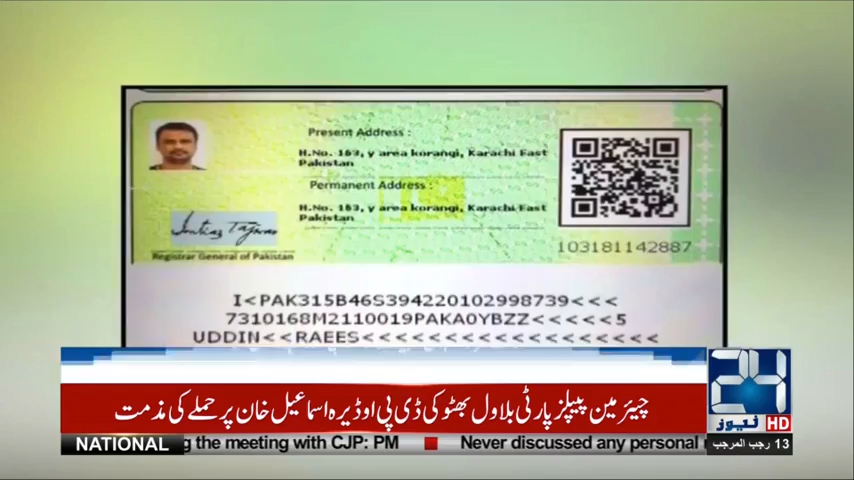 Present Address :
H.No. 163, y area korangi, Karachi East
Pakistan
Permanent Address :
H.No. 163, y area korangi, Karachi East
Pakistan
Registrar General of Pakistan
103181142887
I<PAK315B46S394220102998739<<<
7310168M2110019PAKA0YBZZ<<<<<5
UDDIN<<RAEES<<<<<<<<<<<<<<<<<<
24
چیئرمین پیپلز پارٹی بلاول بھٹو کی ڈی پی او ڈیرہ اسماعیل خان پر حملے کی مذمت
نیوز HD
NATIONAL g the meeting with CJP: PM Never discussed any personal
13 رجب المرجب